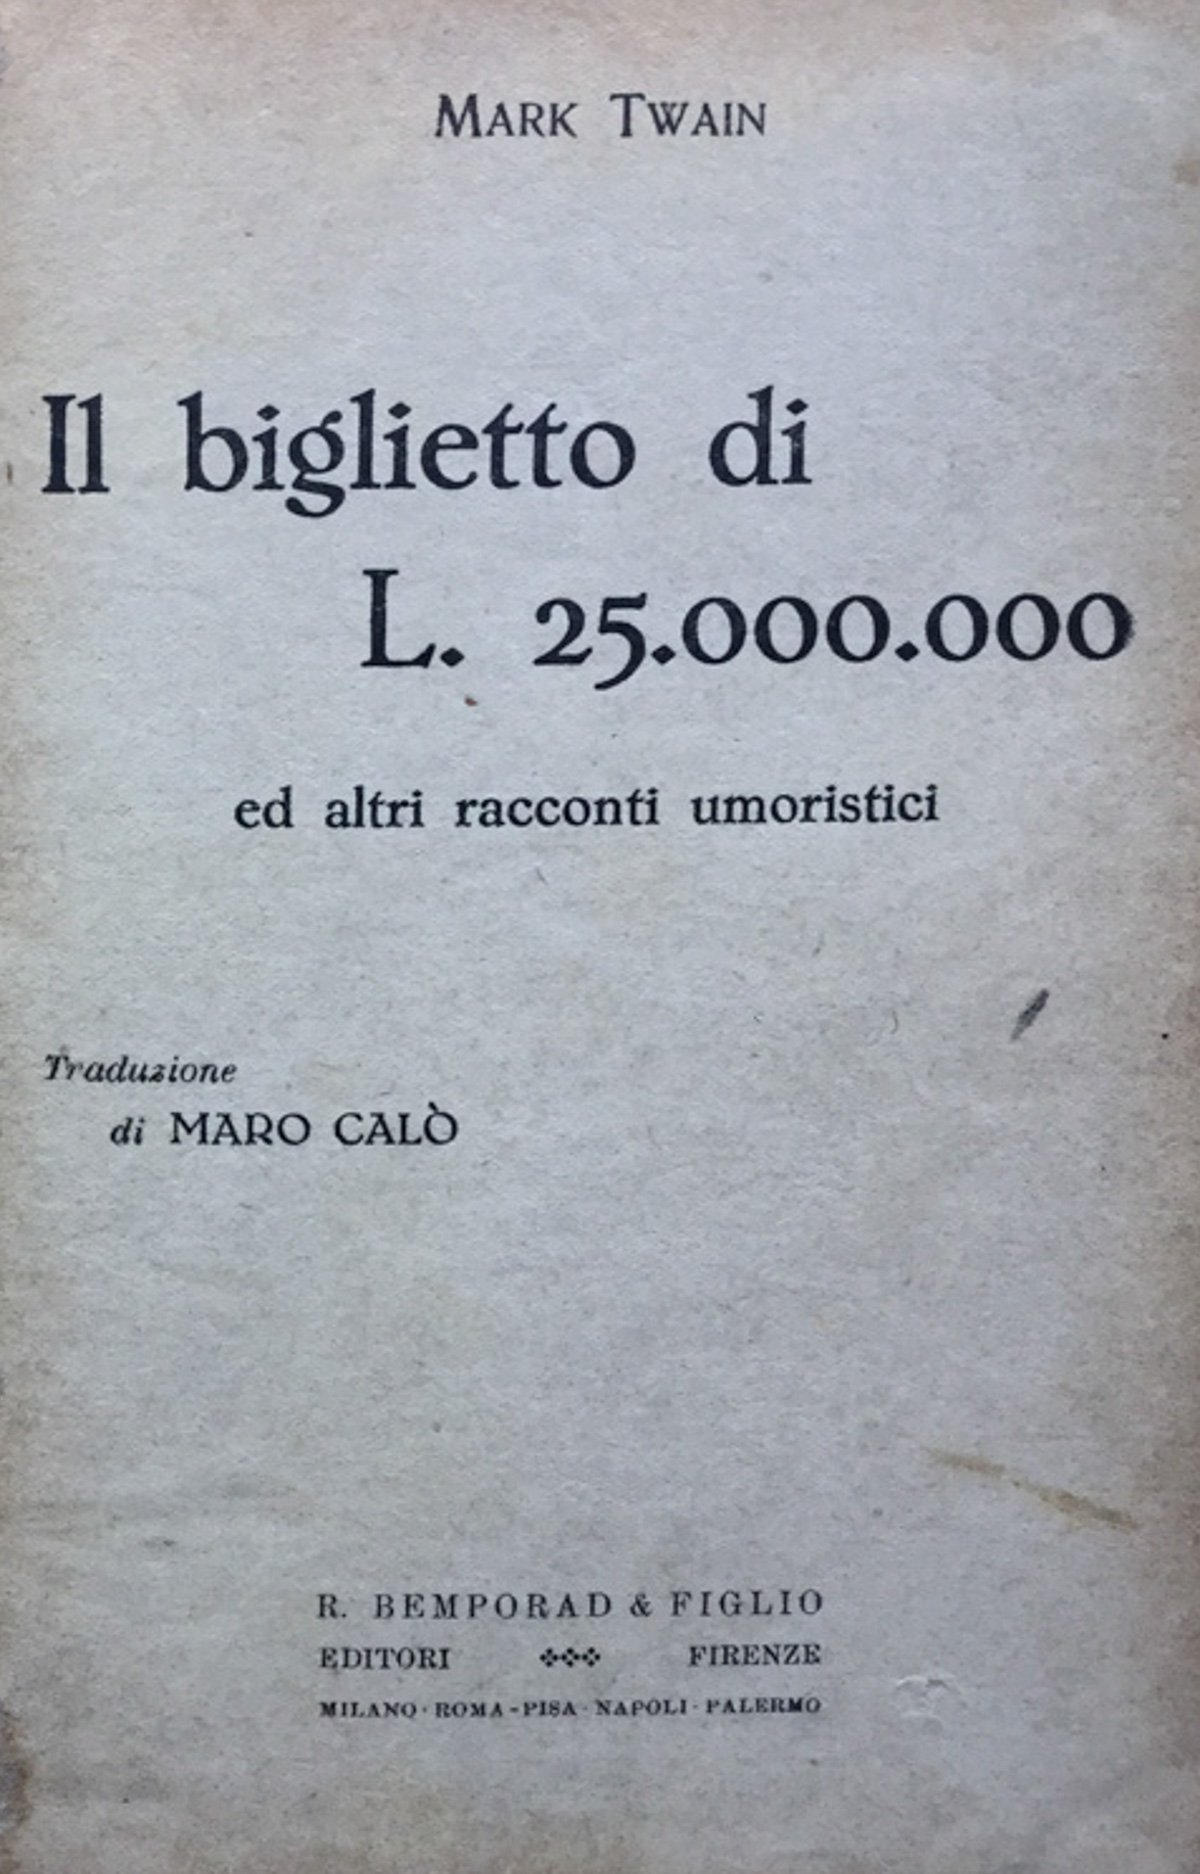 MARK TWAIN
Il biglietto di
L. 25.000.000
ed altri racconti umoristici
Traduzione
di MARO CALÒ
R. BEMPORAD & FIGLIO
EDITORI FIRENZE
MILANO · ROMA - PISA · NAPOLI · PALERMO